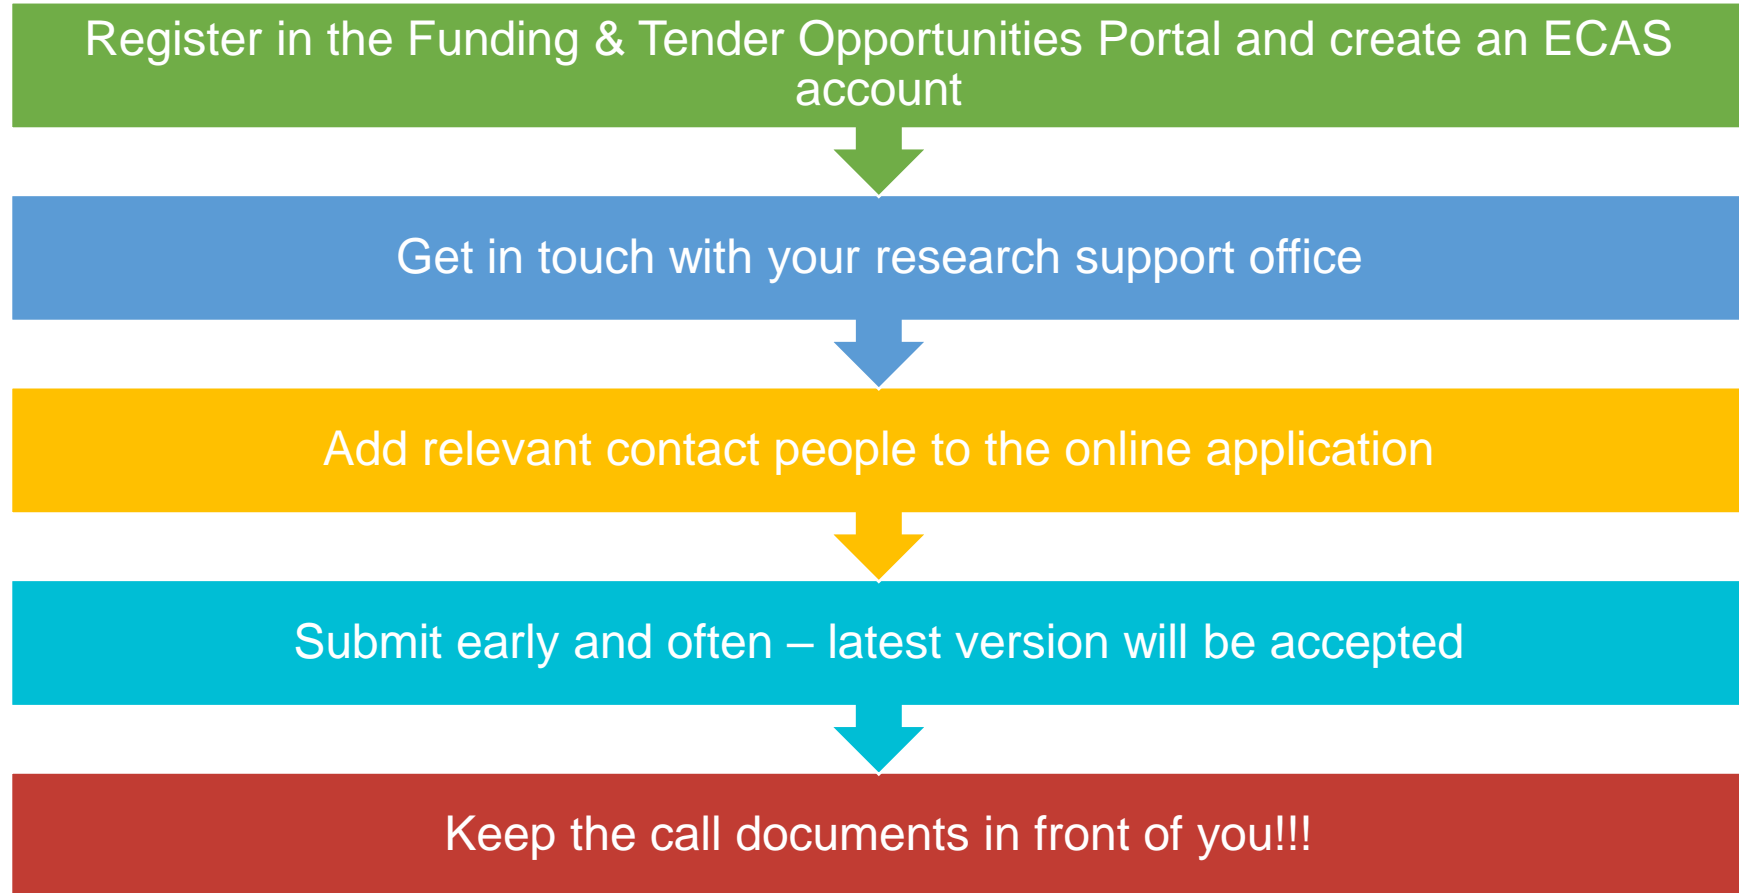 Register in the Funding & Tender Opportunities Portal and create an ECAS
account
Get in touch with your research support office
Add relevant contact people to the online application
Submit early and often – latest version will be accepted
Keep the call documents in front of you!!!